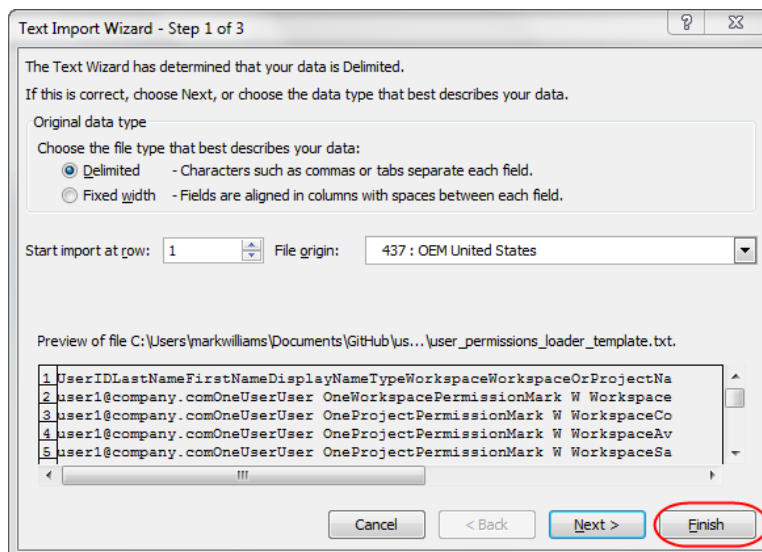 Text Import Wizard - Step 1 of 3
The Text Wizard has determined that your data is Delimited.
If this is correct, choose Next, or choose the data type that best describes your data.
Original data type
Choose the file type that best describes your data:
Delimited - Characters such as commas or tabs separate each field.
Fixed width - Fields are aligned in columns with spaces between each field.
Start import at row: 1 File origin: 437 : OEM United States
Preview of file C:\Users\markwilliams\Documents\GitHub\us...\user_permissions_loader_template.txt.
1 UserIDLastNameFirstNameDisplayNameTypeWorkspaceWorkspaceOrProjectNa
2 user1@company.comOneUserUser OneWorkspacePermissionMark W Workspace
3 user1@company.comOneUserUser OneProjectPermissionMark W WorkspaceCo
4 user1@company.comOneUserUser OneProjectPermissionMark W WorkspaceAv
5 user1@company.comOneUserUser OneProjectPermissionMark W WorkspaceSa
Cancel < Back Next > Finish